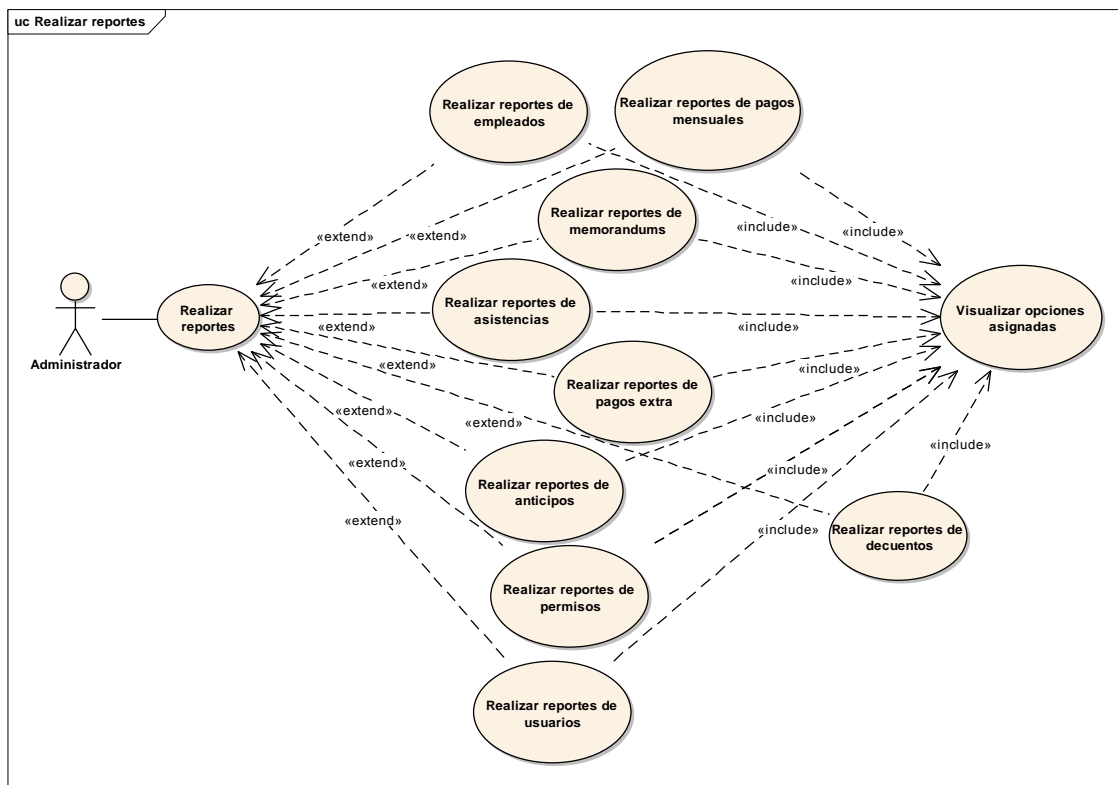 uc Realizar reportes
Realizar reportes de
empleados
Realizar reportes de pagos
mensuales
Realizar reportes de
memorandums
«extend»
«extend»
«include»
«include»
«extend»
«include»
Realizar reportes de
asistencias
Realizar
reportes
Visualizar opciones
asignadas
Administrador
«extend»
«include»
«extend»
«include»
Realizar reportes de
pagos extra
«extend»
«extend»
«include»
«extend»
«include»
Realizar reportes de
anticipos
«extend»
«include»
Realizar reportes de
decuentos
Realizar reportes de
permisos
Realizar reportes de
usuarios